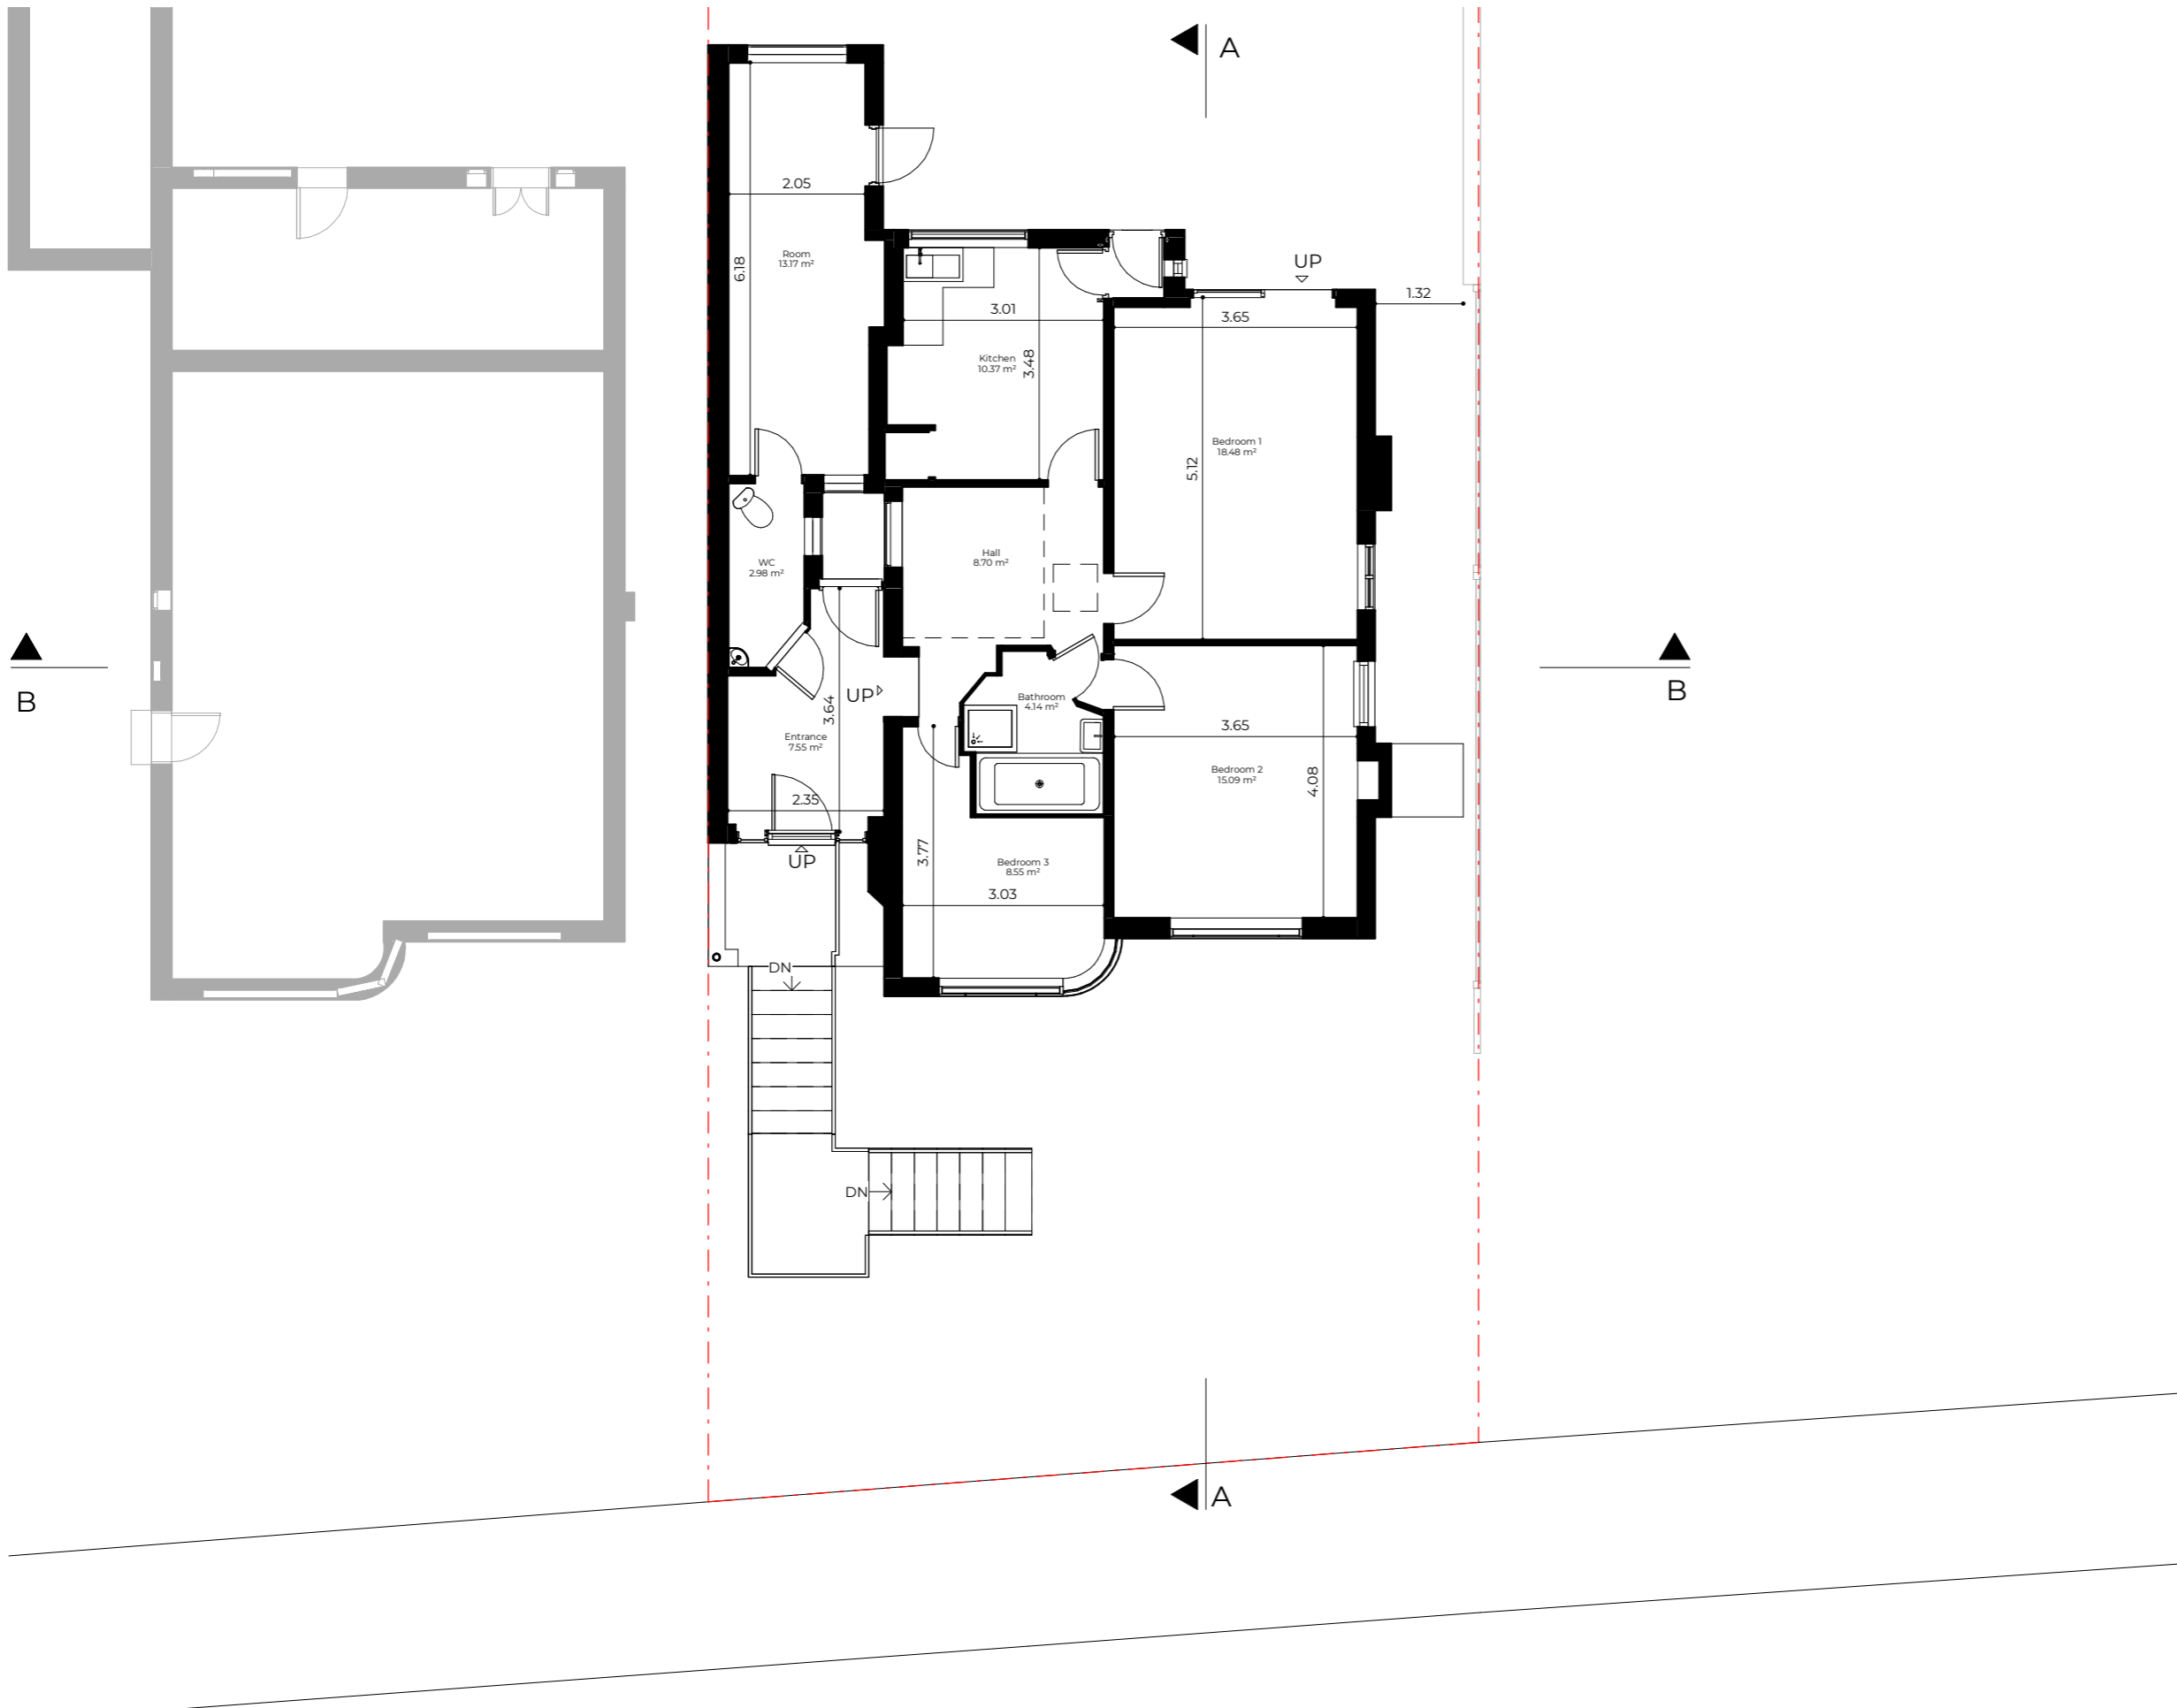 A
2.05
Room
13.17 m²
6.18
UP
1.32
3.01
3.65
Kitchen
10.37 m²
3.48
Bedroom 1
18.48 m²
5.12
Hall
8.70 m²
WC
2.98 m²
B
B
UP
3.64
Bathroom
4.14 m²
Entrance
7.55 m²
3.65
Bedroom 2
15.09 m²
4.08
2.35
UP
3.77
Bedroom 3
8.55 m²
3.03
DN
DN
A